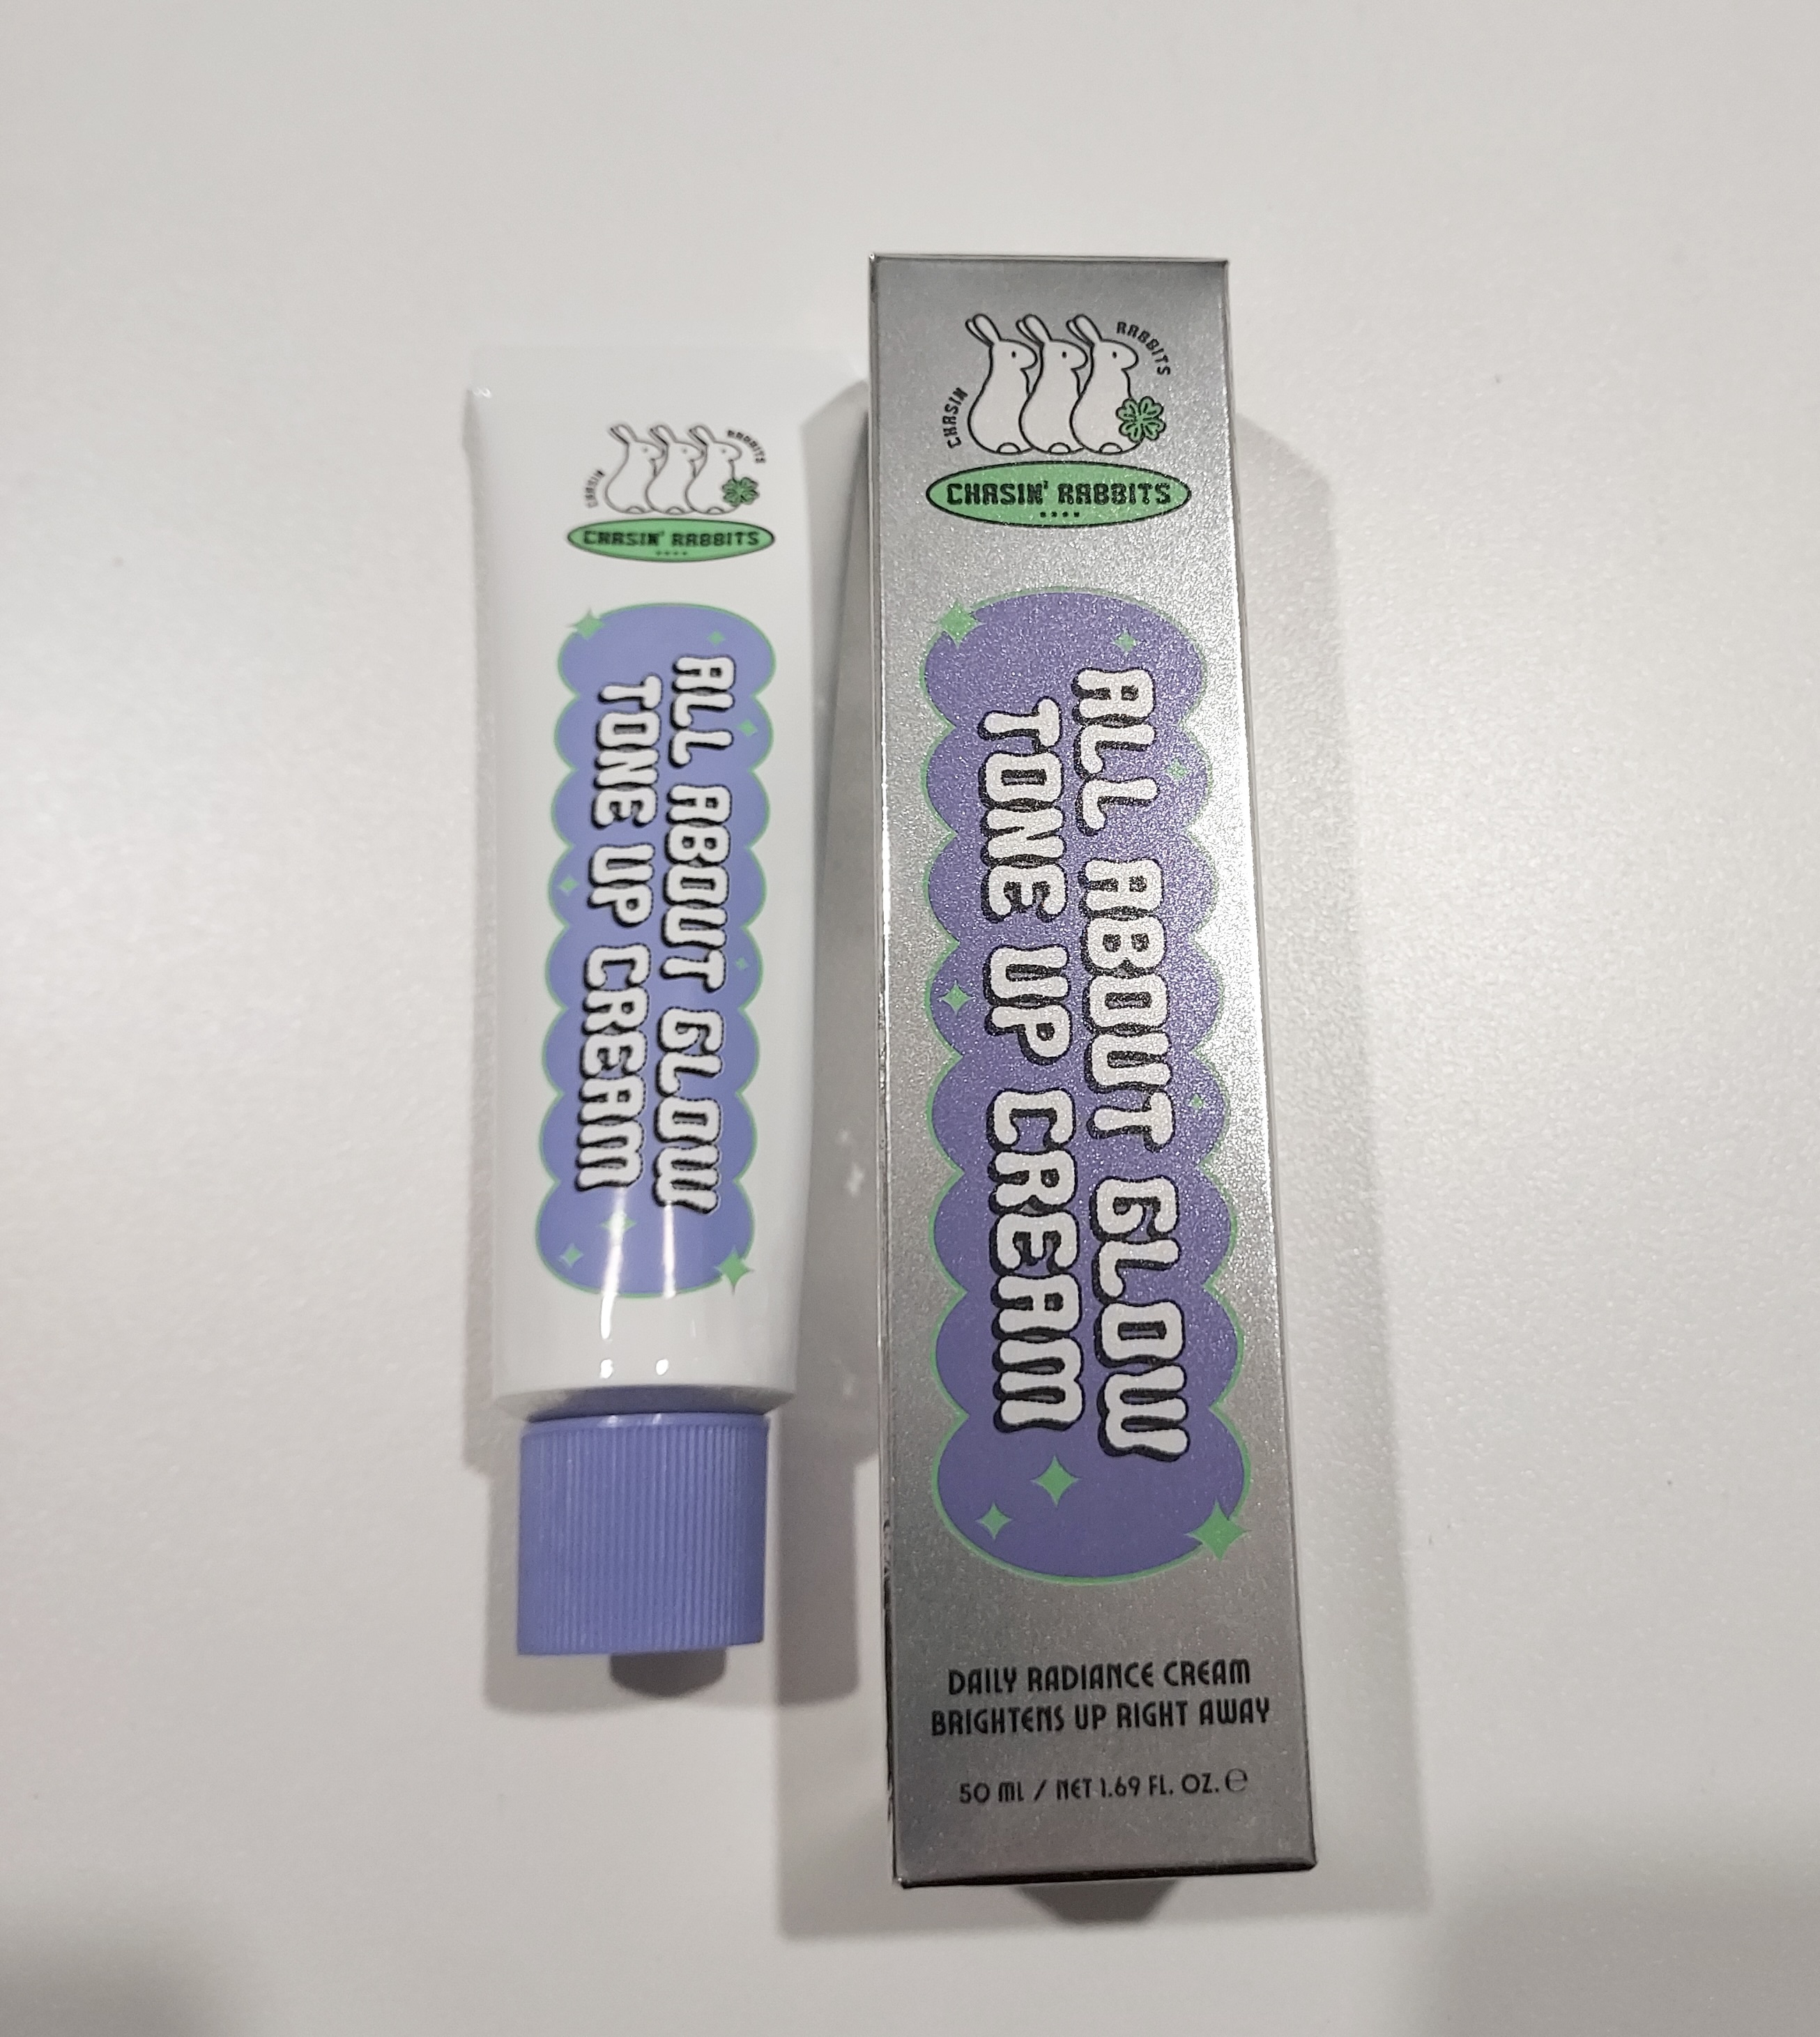 CHASIN RABBITS
CHASIN' RABBITS
ALL ABOUT GLOW
TONE UP CREAM
CHASIN RABBITS
CHASIN' RABBITS
ALL ABOUT GLOW
TONE UP CREAM
DAILY RADIANCE CREAM
BRIGHTENS UP RIGHT AWAY
50 ML / NET 1.69 FL. OZ. ℮